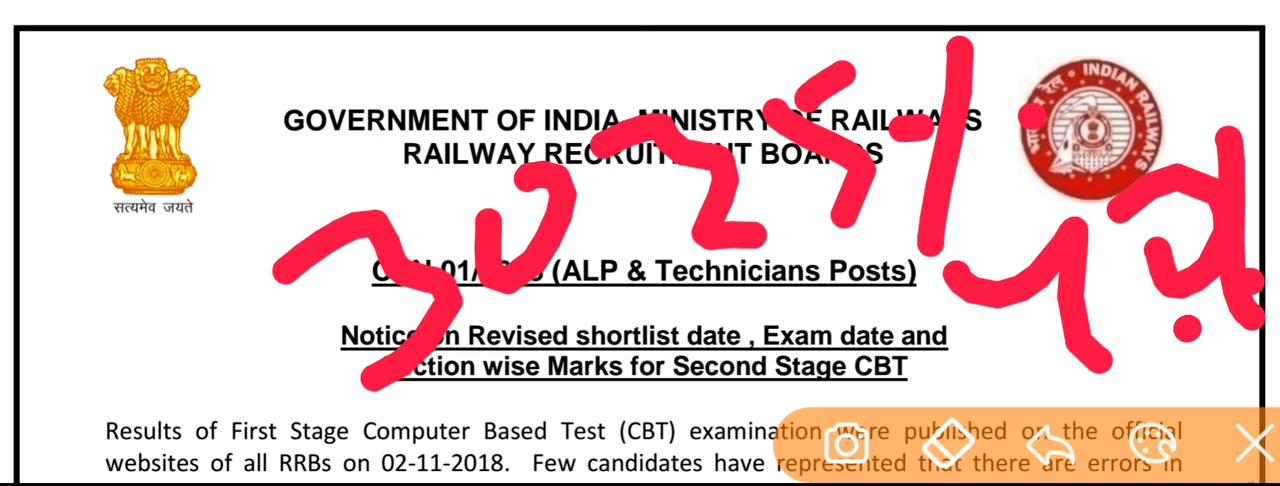 GOVERNMENT OF INDIA, MINISTRY OF RAILWAYS
RAILWAY RECRUITMENT BOARDS
INDIAN RAILWAYS
सत्यमेव जयते
01/ (ALP & Technicians Posts)
Notice on Revised shortlist date , Exam date and
wise Marks for Second Stage CBT
Results of First Stage Computer Based Test (CBT) examination were published on the official
websites of all RRBs on 02-11-2018. Few candidates have represented that there are errors in